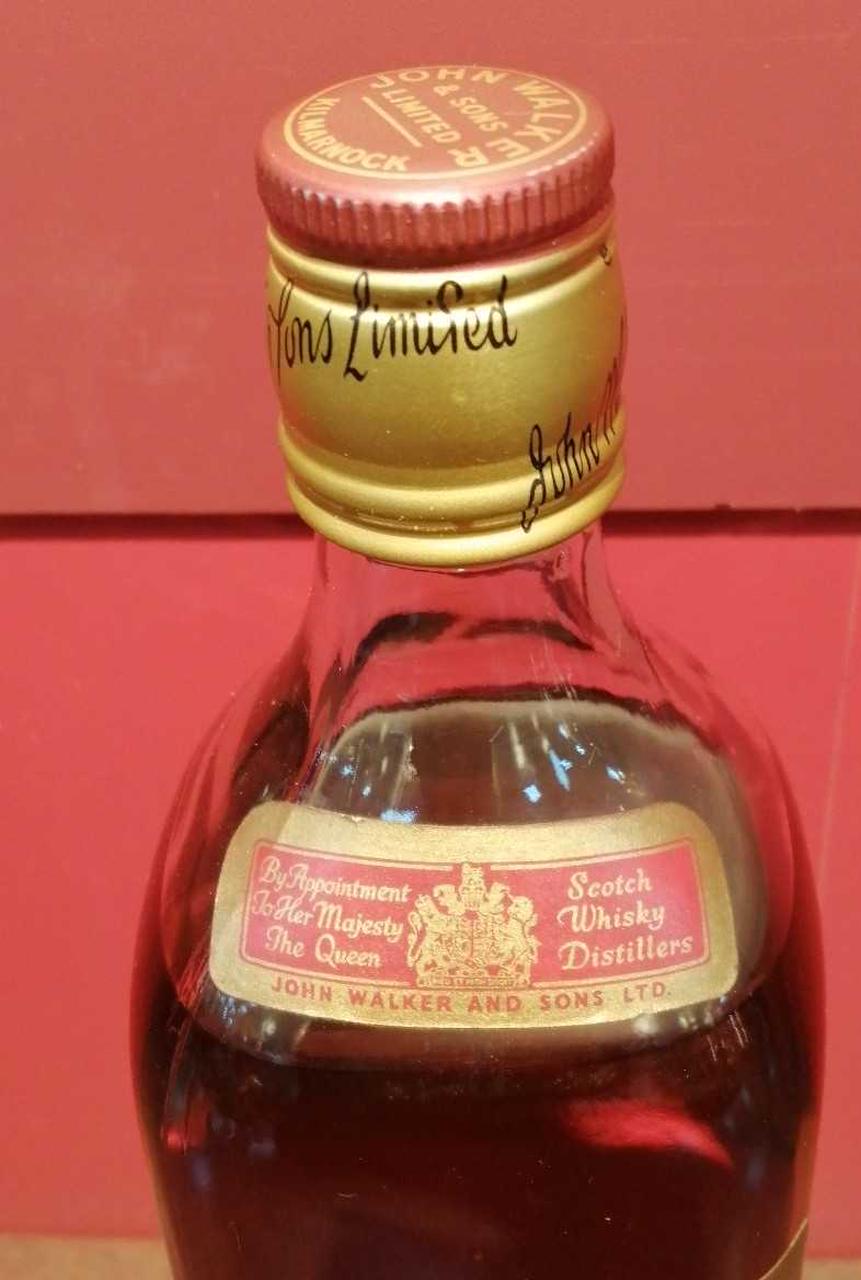 JOHN WALKER
& SONS
LIMITED
KILMARNOCK
Sons Limited
John
By Appointment
To Her Majesty
The Queen
Scotch
Whisky
Distillers
JOHN WALKER AND SONS LTD.